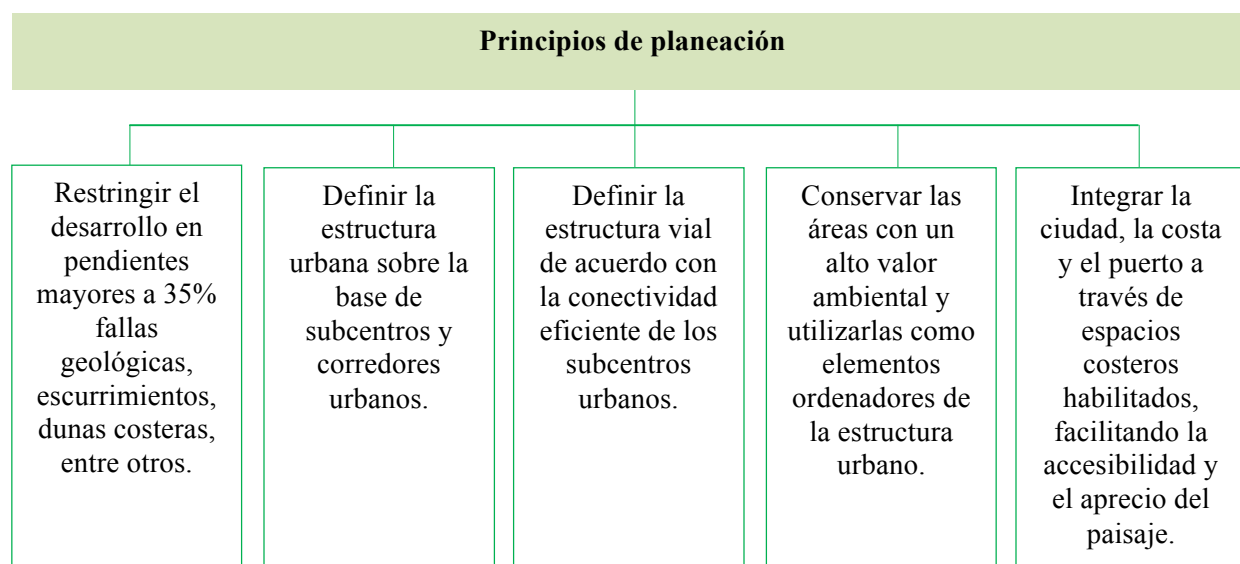 Principios de planeación
Restringir el
desarrollo en
pendientes
mayores a 35%
fallas
geológicas,
escurrimientos,
dunas costeras,
entre otros.
Definir la
estructura
urbana sobre la
base de
subcentros y
corredores
urbanos.
Definir la
estructura vial
de acuerdo con
la conectividad
eficiente de los
subcentros
urbanos.
Conservar las
áreas con un
alto valor
ambiental y
utilizarlas como
elementos
ordenadores de
la estructura
urbano.
Integrar la
ciudad, la costa
y el puerto a
través de
espacios
costeros
habilitados,
facilitando la
accesibilidad y
el aprecio del
paisaje.